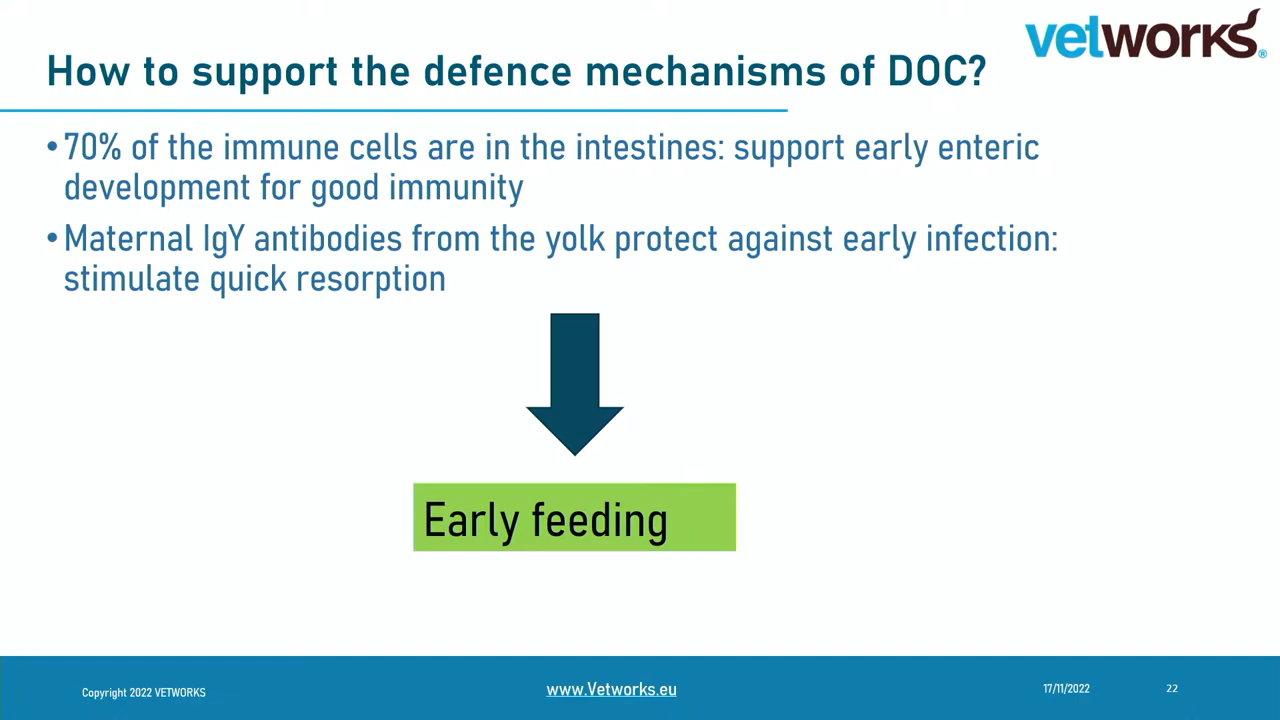 vetworks®
How to support the defence mechanisms of DOC?
•70% of the immune cells are in the intestines: support early enteric
development for good immunity
•Maternal IgY antibodies from the yolk protect against early infection:
stimulate quick resorption
Early feeding
Copyright 2022 VETWORKS
www.Vetworks.eu
17/11/2022
22